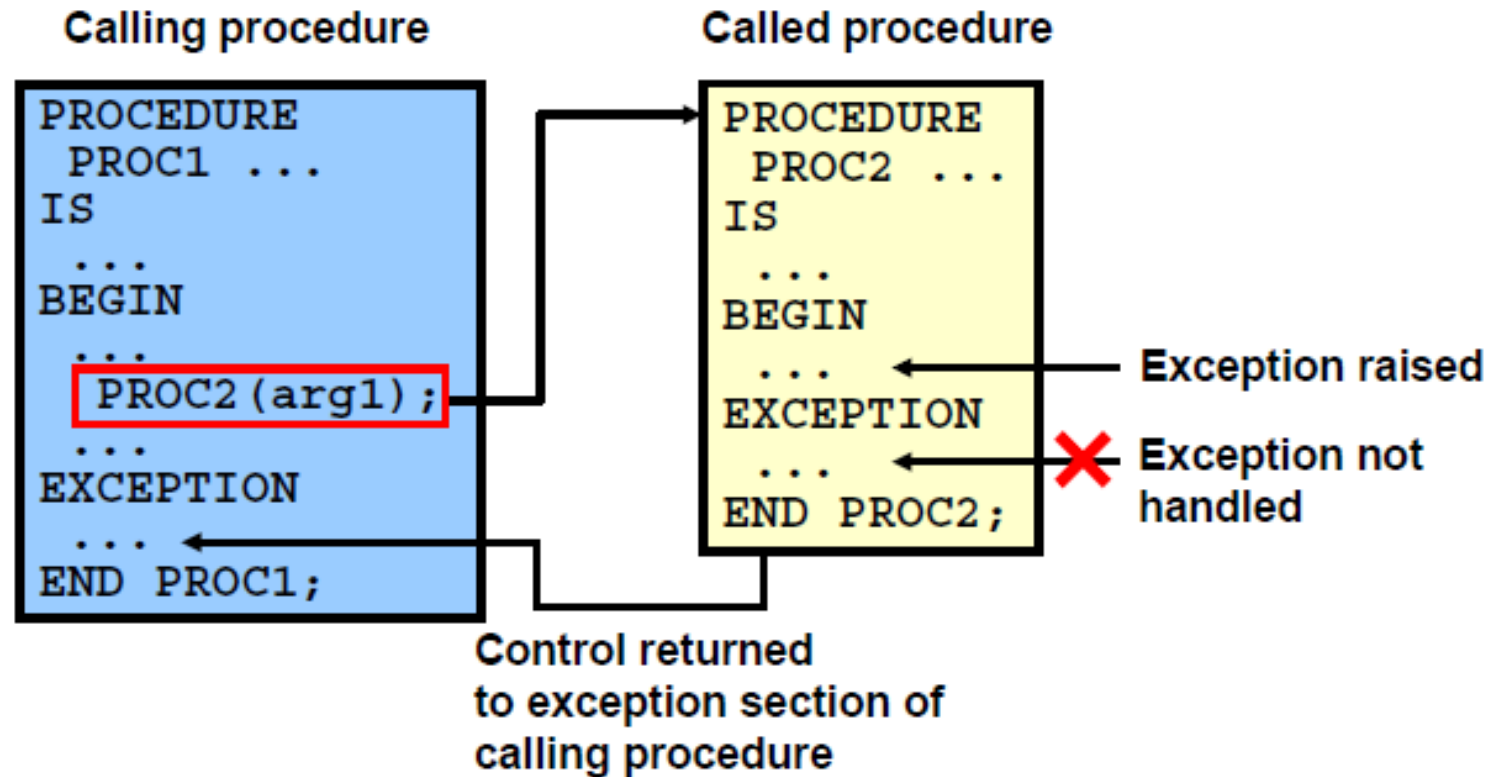 Calling procedure
PROCEDURE
PROC1 ...
IS
...
BEGIN
...
PROC2(arg1);
...
EXCEPTION
...
END PROC1;
Called procedure
PROCEDURE
PROC2 ...
IS
...
BEGIN
...
EXCEPTION
...
END PROC2;
Exception raised
Exception not
handled
Control returned
to exception section of
calling procedure